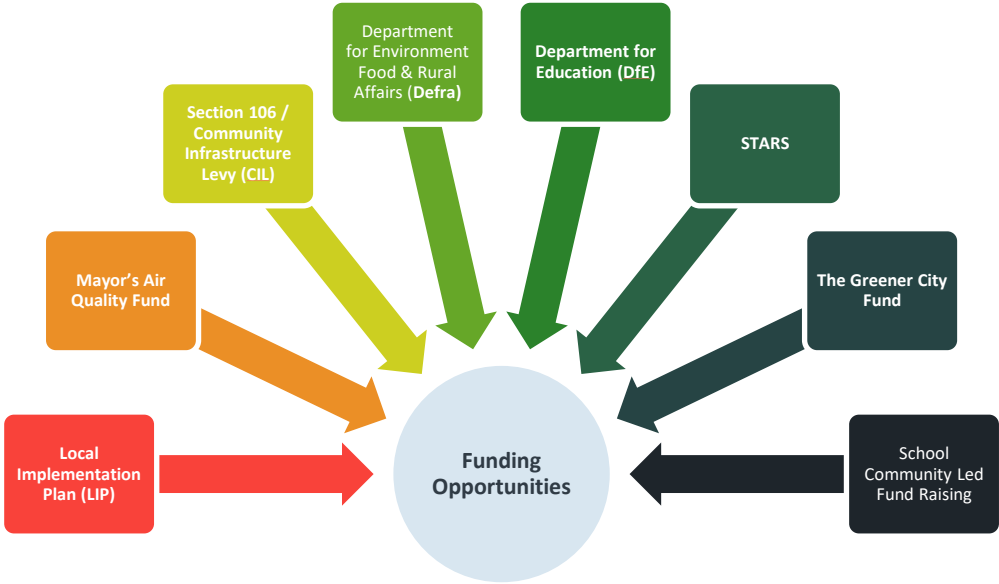 Department
for Environment
Food & Rural
Affairs (Defra)
Department for
Education (DfE)
Section 106 /
Community
Infrastructure
Levy (CIL)
STARS
Mayor’s Air
Quality Fund
The Greener City
Fund
Local
Implementation
Plan (LIP)
Funding
Opportunities
School
Community Led
Fund Raising